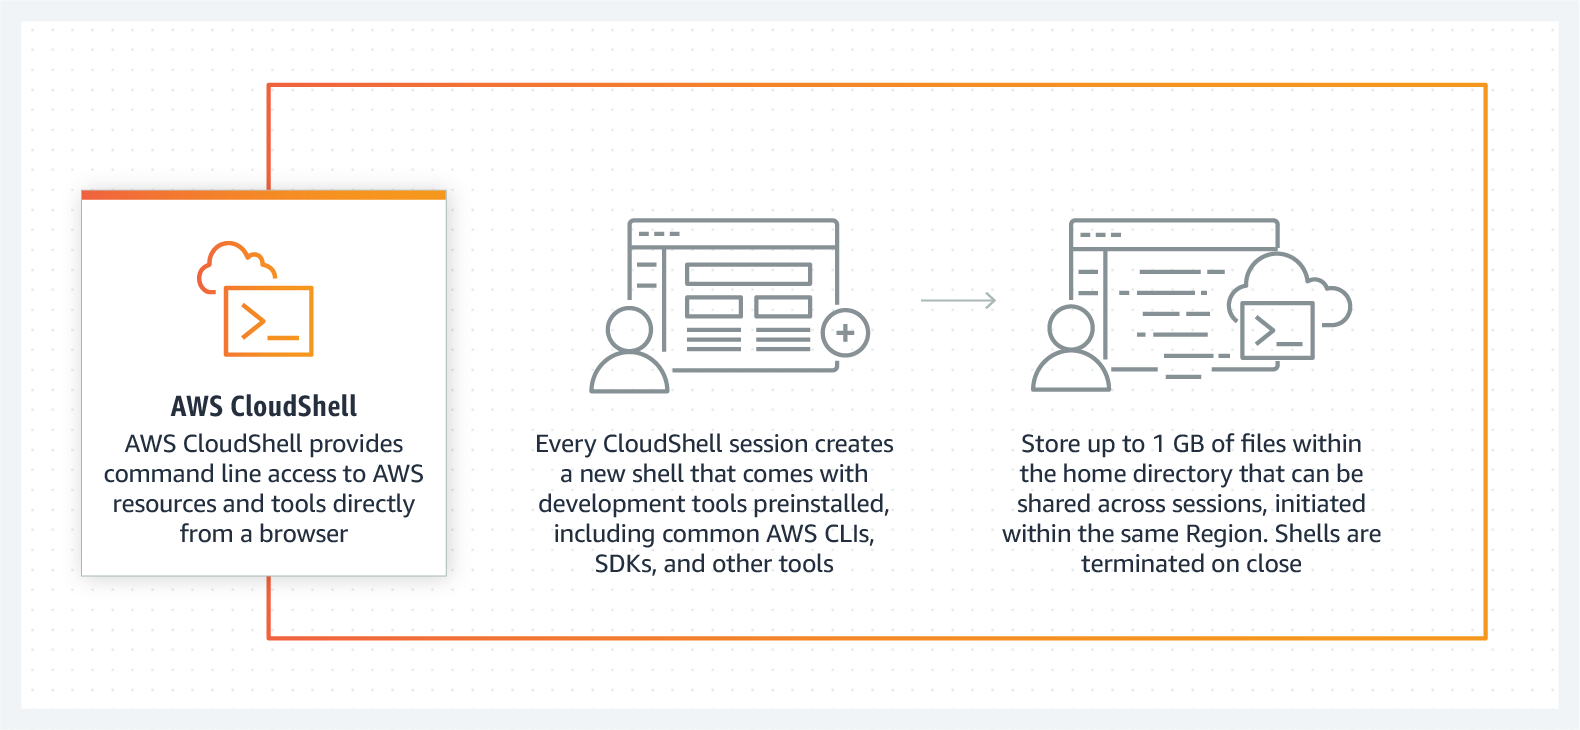 AWS CloudShell
AWS CloudShell provides
command line access to AWS
resources and tools directly
from a browser
Every CloudShell session creates
a new shell that comes with
development tools preinstalled,
including common AWS CLIs,
SDKs, and other tools
Store up to 1 GB of files within
the home directory that can be
shared across sessions, initiated
within the same Region. Shells are
terminated on close